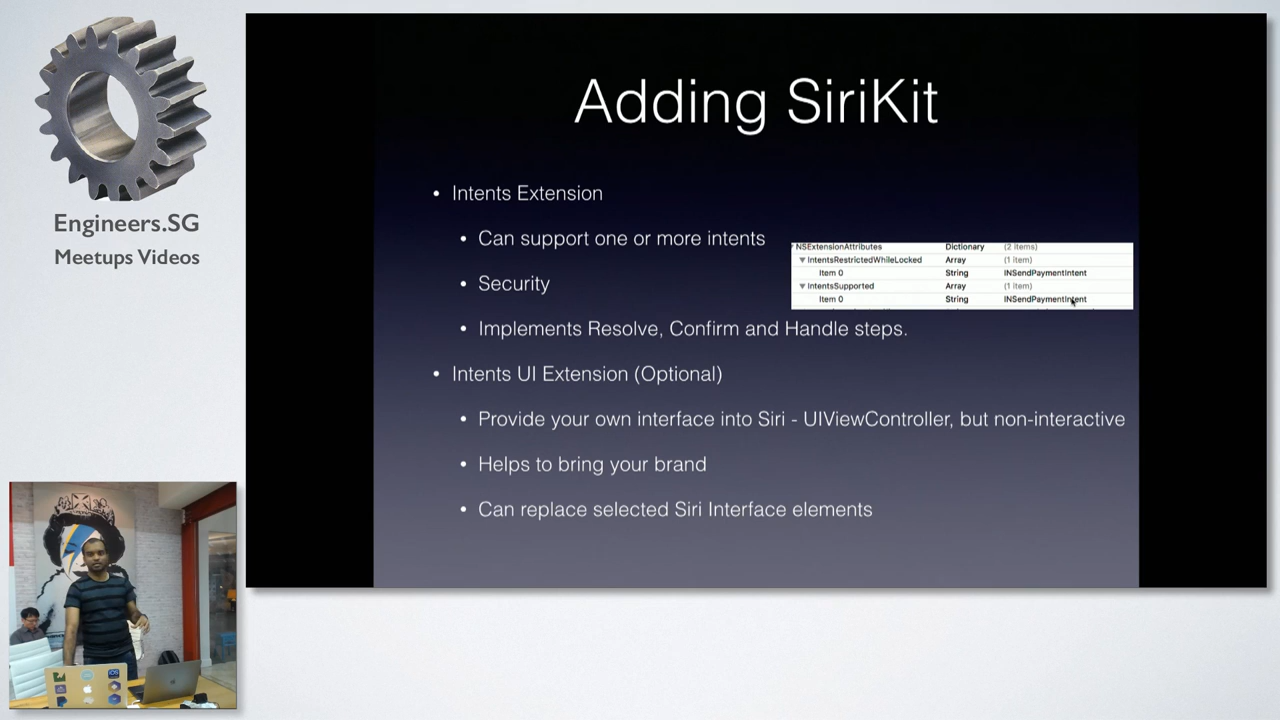 Engineers.SG
Meetups Videos
Adding SiriKit
• Intents Extension
• Can support one or more intents
• Security
• Implements Resolve, Confirm and Handle steps.
• Intents UI Extension (Optional)
• Provide your own interface into Siri - UIViewController, but non-interactive
• Helps to bring your brand
• Can replace selected Siri Interface elements
NSExtensionAttributes Dictionary (2 items)
IntentsRestrictedWhileLocked Array (1 item)
Item 0 String INSendPaymentIntent
IntentsSupported Array (1 item)
Item 0 String INSendPaymentIntent